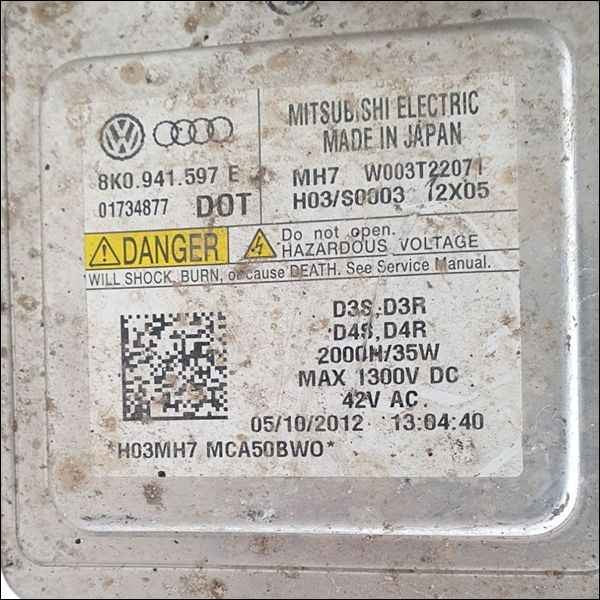 8K0.941.597 E
01734877 DOT
MITSUBISHI ELECTRIC
MADE IN JAPAN
MH7 W003T22071
H03/S0003 12X05
DANGER
Do not open.
HAZARDOUS VOLTAGE
WILL SHOCK, BURN, or cause DEATH. See Service Manual.
D3S,D3R
D4S,D4R
2000H/35W
MAX 1300V DC
42V AC
05/10/2012 13:04:40
*H03MH7 MCA50BWO*